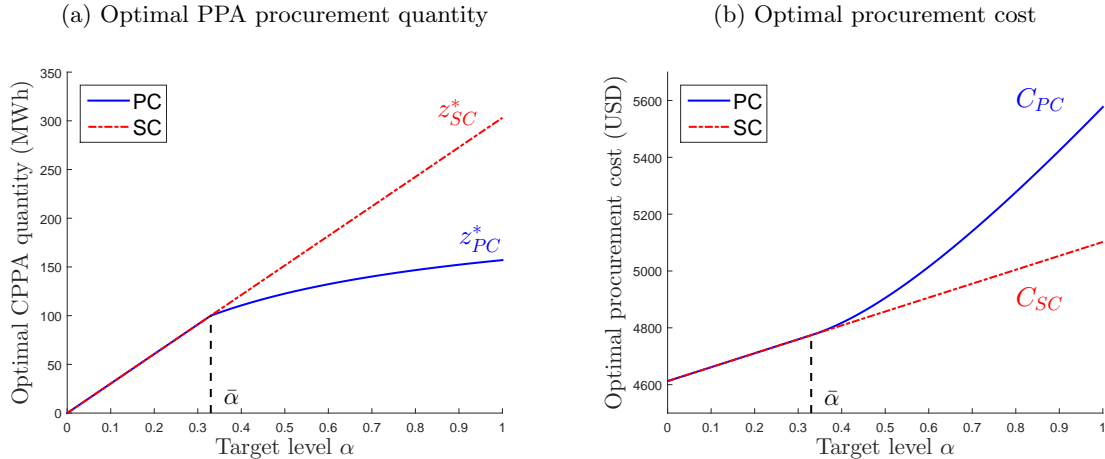 (a) Optimal PPA procurement quantity
Optimal CPPA quantity (MWh)
350
300
250
200
150
100
50
0
PC
SC
z*SC
z*PC
ᾱ
0 0.1 0.2 0.3 0.4 0.5 0.6 0.7 0.8 0.9 1
Target level α
(b) Optimal procurement cost
Optimal procurement cost (USD)
5600
5400
5200
5000
4800
4600
PC
SC
CPC
CSC
ᾱ
0 0.1 0.2 0.3 0.4 0.5 0.6 0.7 0.8 0.9 1
Target level α